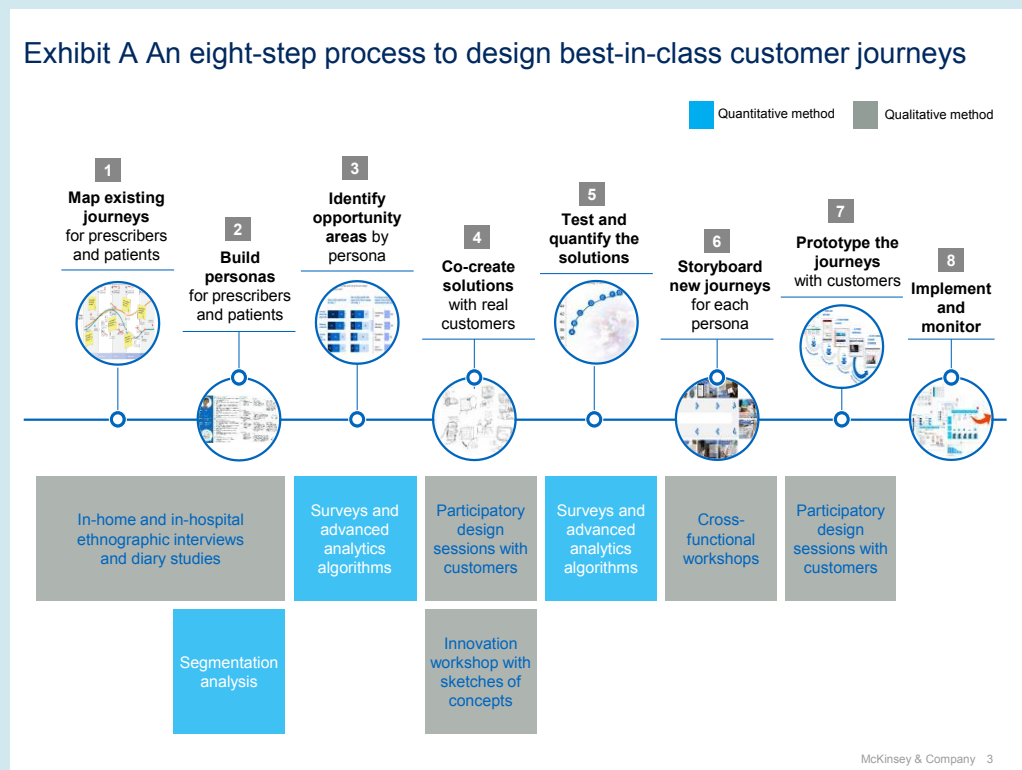 Exhibit A An eight-step process to design best-in-class customer journeys
Quantitative method
Qualitative method
1
Map existing
journeys
for prescribers
and patients
2
Build
personas
for prescribers
and patients
3
Identify
opportunity
areas by
persona
4
Co-create
solutions
with real
customers
5
Test and
quantify the
solutions
6
Storyboard
new journeys
for each
persona
7
Prototype the
journeys
with customers
8
Implement
and
monitor
In-home and in-hospital
ethnographic interviews
and diary studies
Surveys and
advanced
analytics
algorithms
Participatory
design
sessions with
customers
Surveys and
advanced
analytics
algorithms
Cross-
functional
workshops
Participatory
design
sessions with
customers
Segmentation
analysis
Innovation
workshop with
sketches of
concepts
McKinsey & Company 3